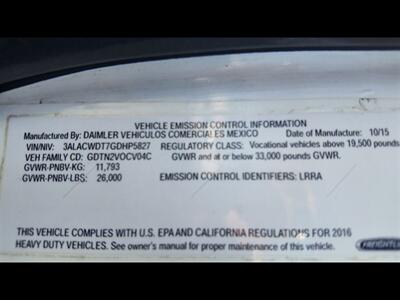 VEHICLE EMISSION CONTROL INFORMATION
Manufactured By: DAIMLER VEHICULOS COMERCIALES MEXICO Date of Manufacture: 10/15
VIN/NIV: 3ALACWDT7GDHP5827 REGULATORY CLASS: Vocational vehicles above 19,500 pounds
VEH FAMILY CD: GDTN2VOCV04C GVWR and at or below 33,000 pounds GVWR.
GVWR-PNBV-KG: 11,793
GVWR-PNBV-LBS: 26,000 EMISSION CONTROL IDENTIFIERS: LRRA
THIS VEHICLE COMPLIES WITH U.S. EPA AND CALIFORNIA REGULATIONS FOR 2016
HEAVY DUTY VEHICLES. See owner's manual for proper maintenance of this vehicle.